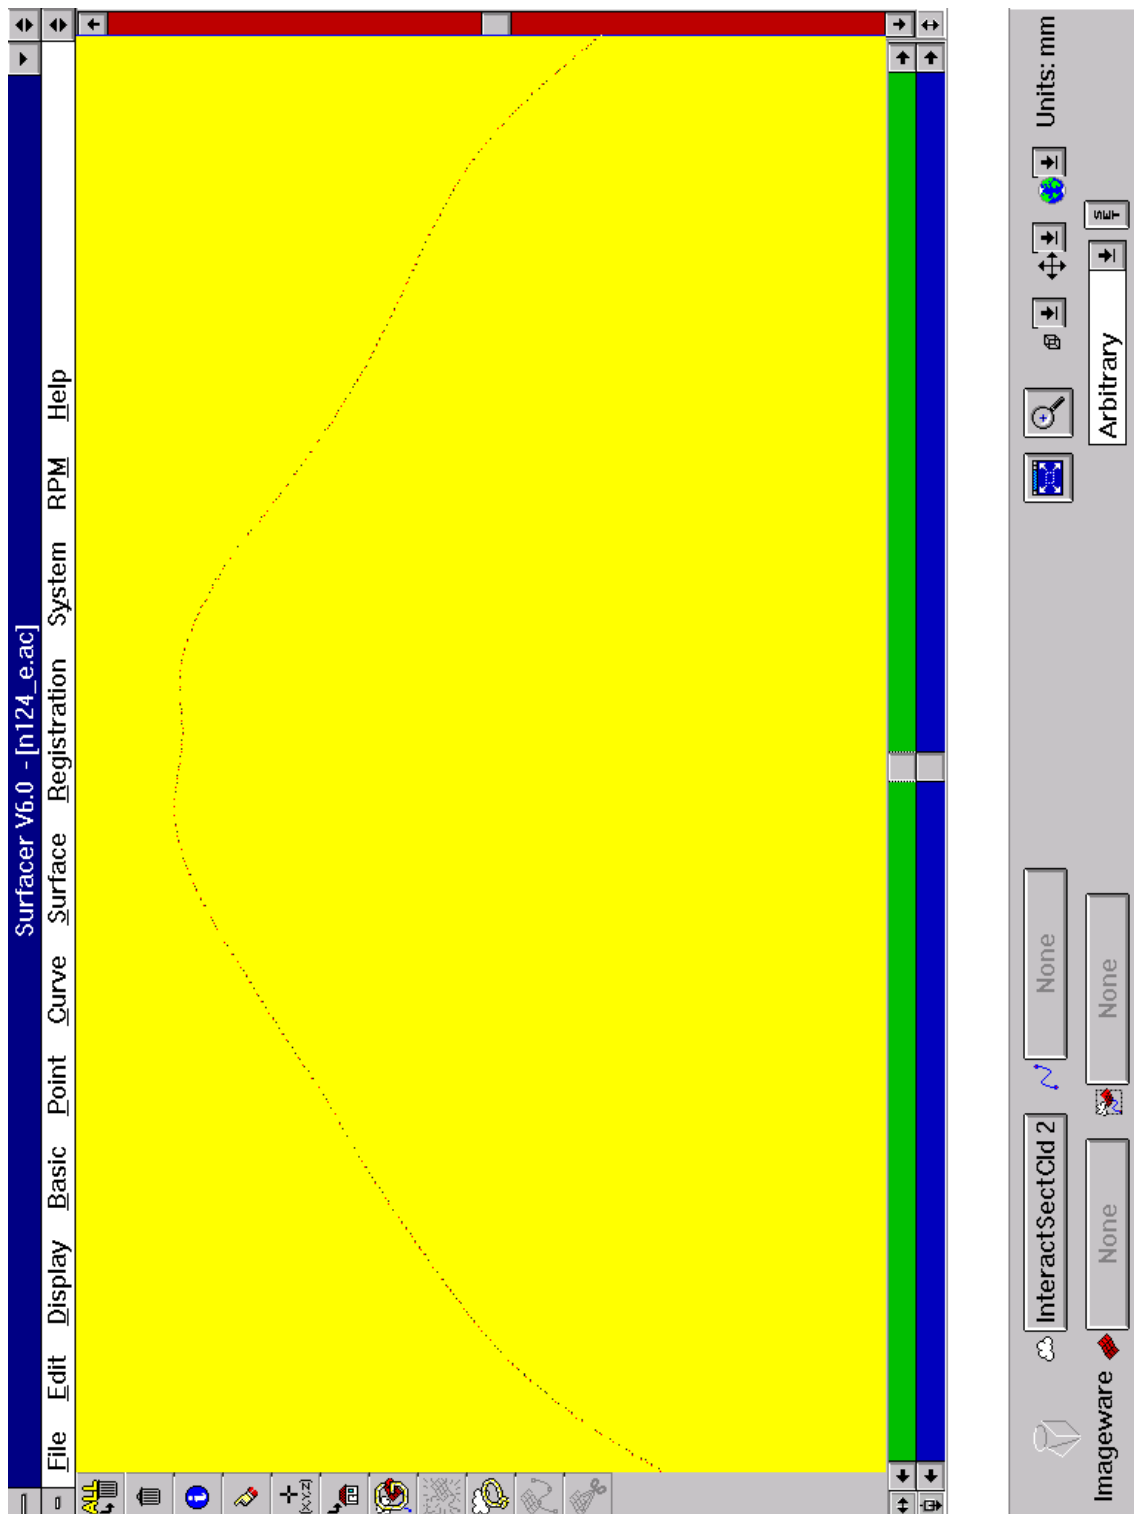 Surfacer V6.0 - [n124_e.ac]
File Edit Display Basic Point Curve Surface Registration System RPM Help
ALL
(X,Y,Z)
InteractSectCld 2 None Units: mm
Imageware None None Arbitrary SET